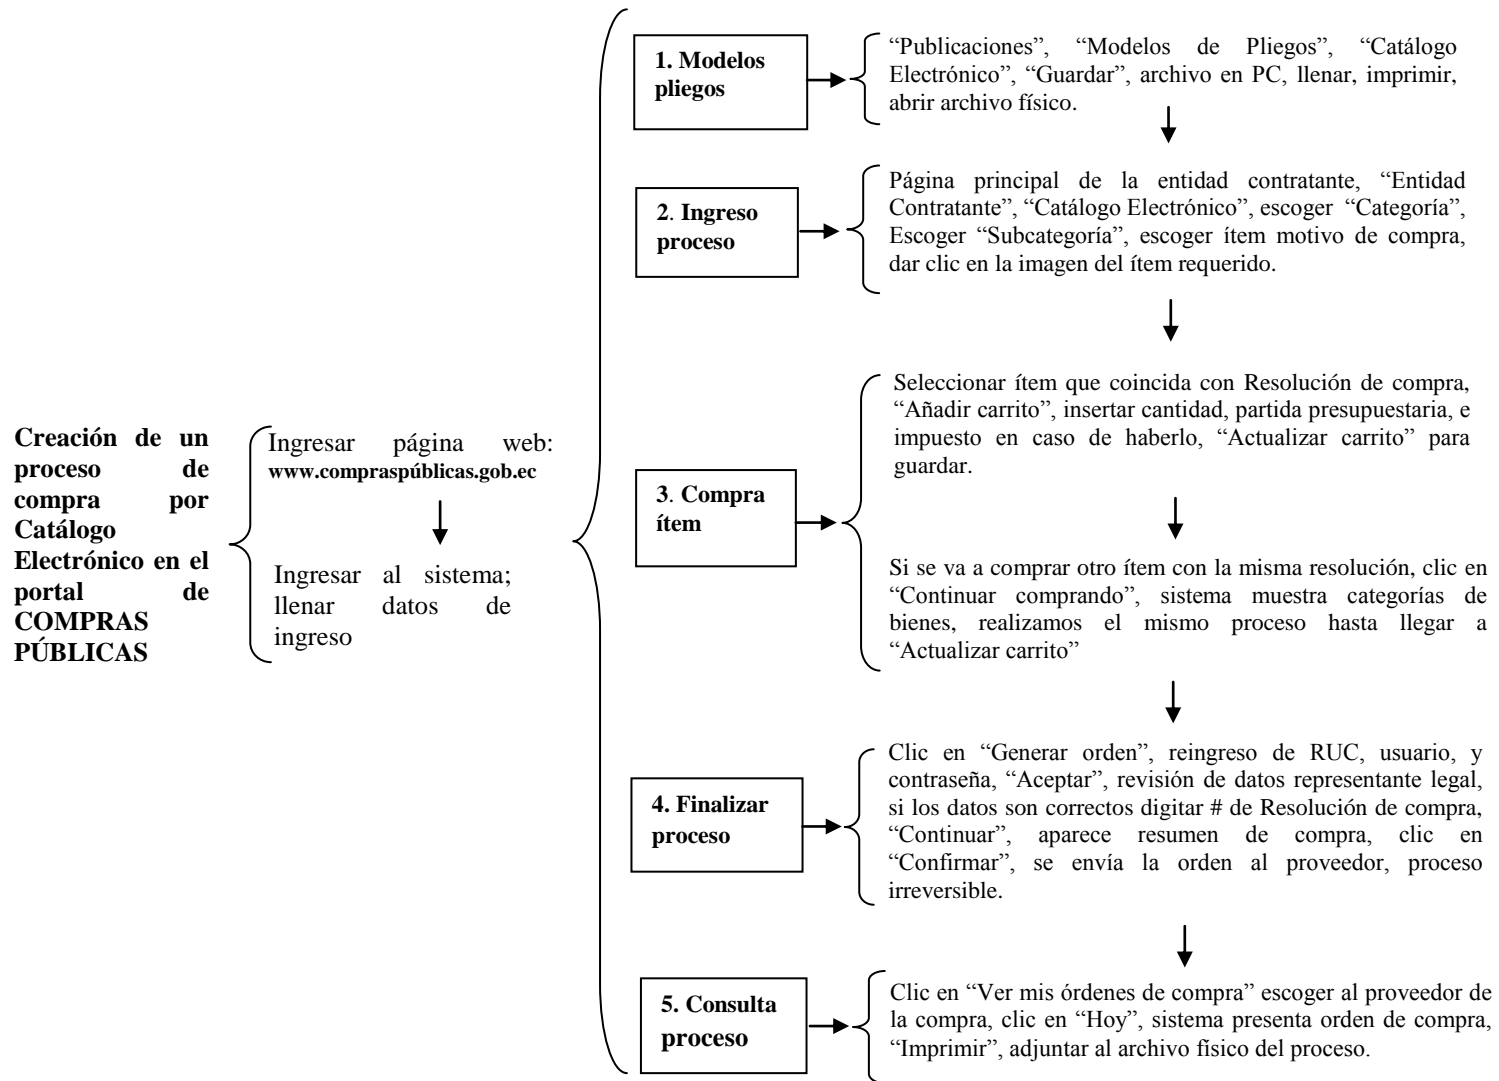 Creación de un
proceso de
compra por
Catálogo
Electrónico en el
portal de
COMPRAS
PÚBLICAS
Ingresar página web:
www.compraspúblicas.gob.ec
Ingresar al sistema;
llenar datos de
ingreso
1. Modelos
pliegos
“Publicaciones”, “Modelos de Pliegos”, “Catálogo
Electrónico”, “Guardar”, archivo en PC, llenar, imprimir,
abrir archivo físico.
2. Ingreso
proceso
Página principal de la entidad contratante, “Entidad
Contratante”, “Catálogo Electrónico”, escoger “Categoría”,
Escoger “Subcategoría”, escoger ítem motivo de compra,
dar clic en la imagen del ítem requerido.
3. Compra
ítem
Seleccionar ítem que coincida con Resolución de compra,
“Añadir carrito”, insertar cantidad, partida presupuestaria, e
impuesto en caso de haberlo, “Actualizar carrito” para
guardar.
Si se va a comprar otro ítem con la misma resolución, clic en
“Continuar comprando”, sistema muestra categorías de
bienes, realizamos el mismo proceso hasta llegar a
“Actualizar carrito”
4. Finalizar
proceso
Clic en “Generar orden”, reingreso de RUC, usuario, y
contraseña, “Aceptar”, revisión de datos representante legal,
si los datos son correctos digitar # de Resolución de compra,
“Continuar”, aparece resumen de compra, clic en
“Confirmar”, se envía la orden al proveedor, proceso
irreversible.
5. Consulta
proceso
Clic en “Ver mis órdenes de compra” escoger al proveedor de
la compra, clic en “Hoy”, sistema presenta orden de compra,
“Imprimir”, adjuntar al archivo físico del proceso.